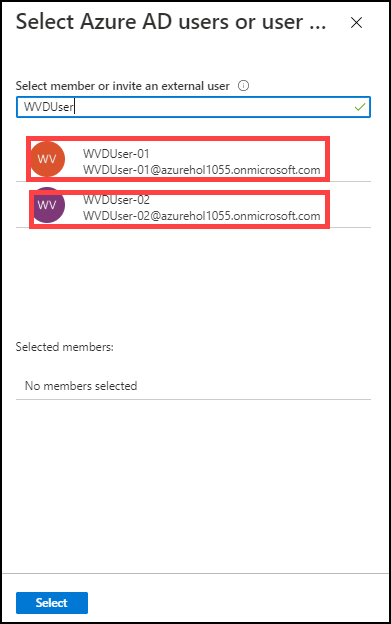 Select Azure AD users or user ...
Select member or invite an external user
WVDUser
WV
WVDUser-01
WVDUser-01@azurehol1055.onmicrosoft.com
WV
WVDUser-02
WVDUser-02@azurehol1055.onmicrosoft.com
Selected members:
No members selected
Select